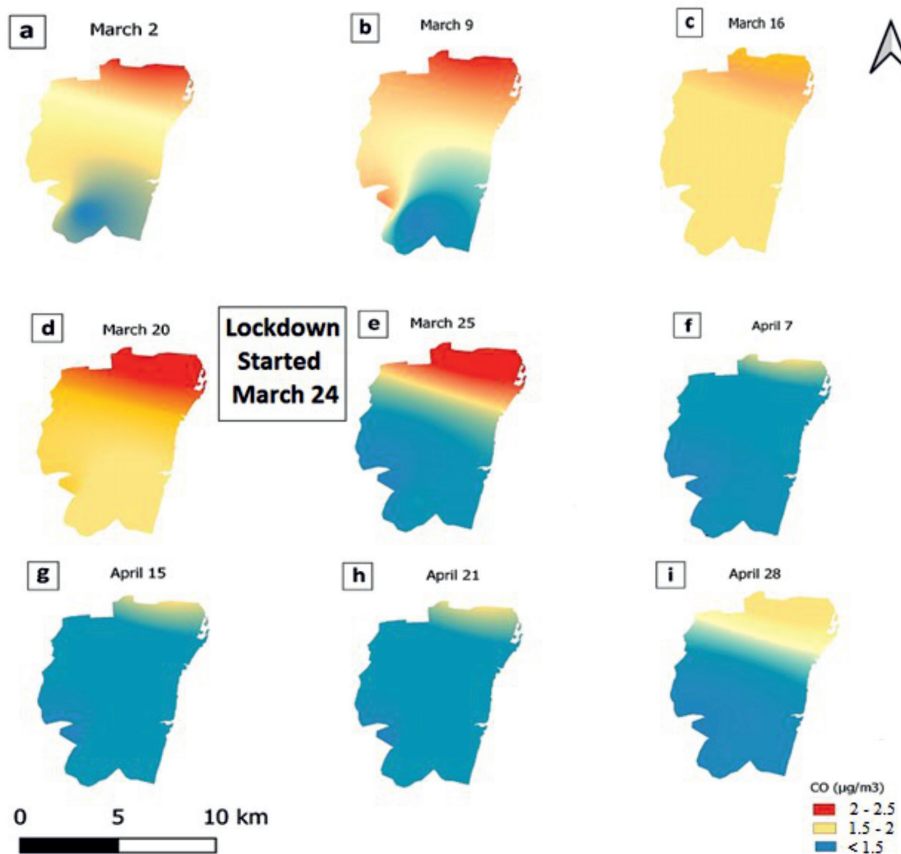 a
March 2
b
March 9
c
March 16
d
March 20
Lockdown
Started
March 24
e
March 25
f
April 7
g
April 15
h
April 21
i
April 28
0 5 10 km
CO (µg/m3)
2 - 2.5
1.5 - 2
< 1.5